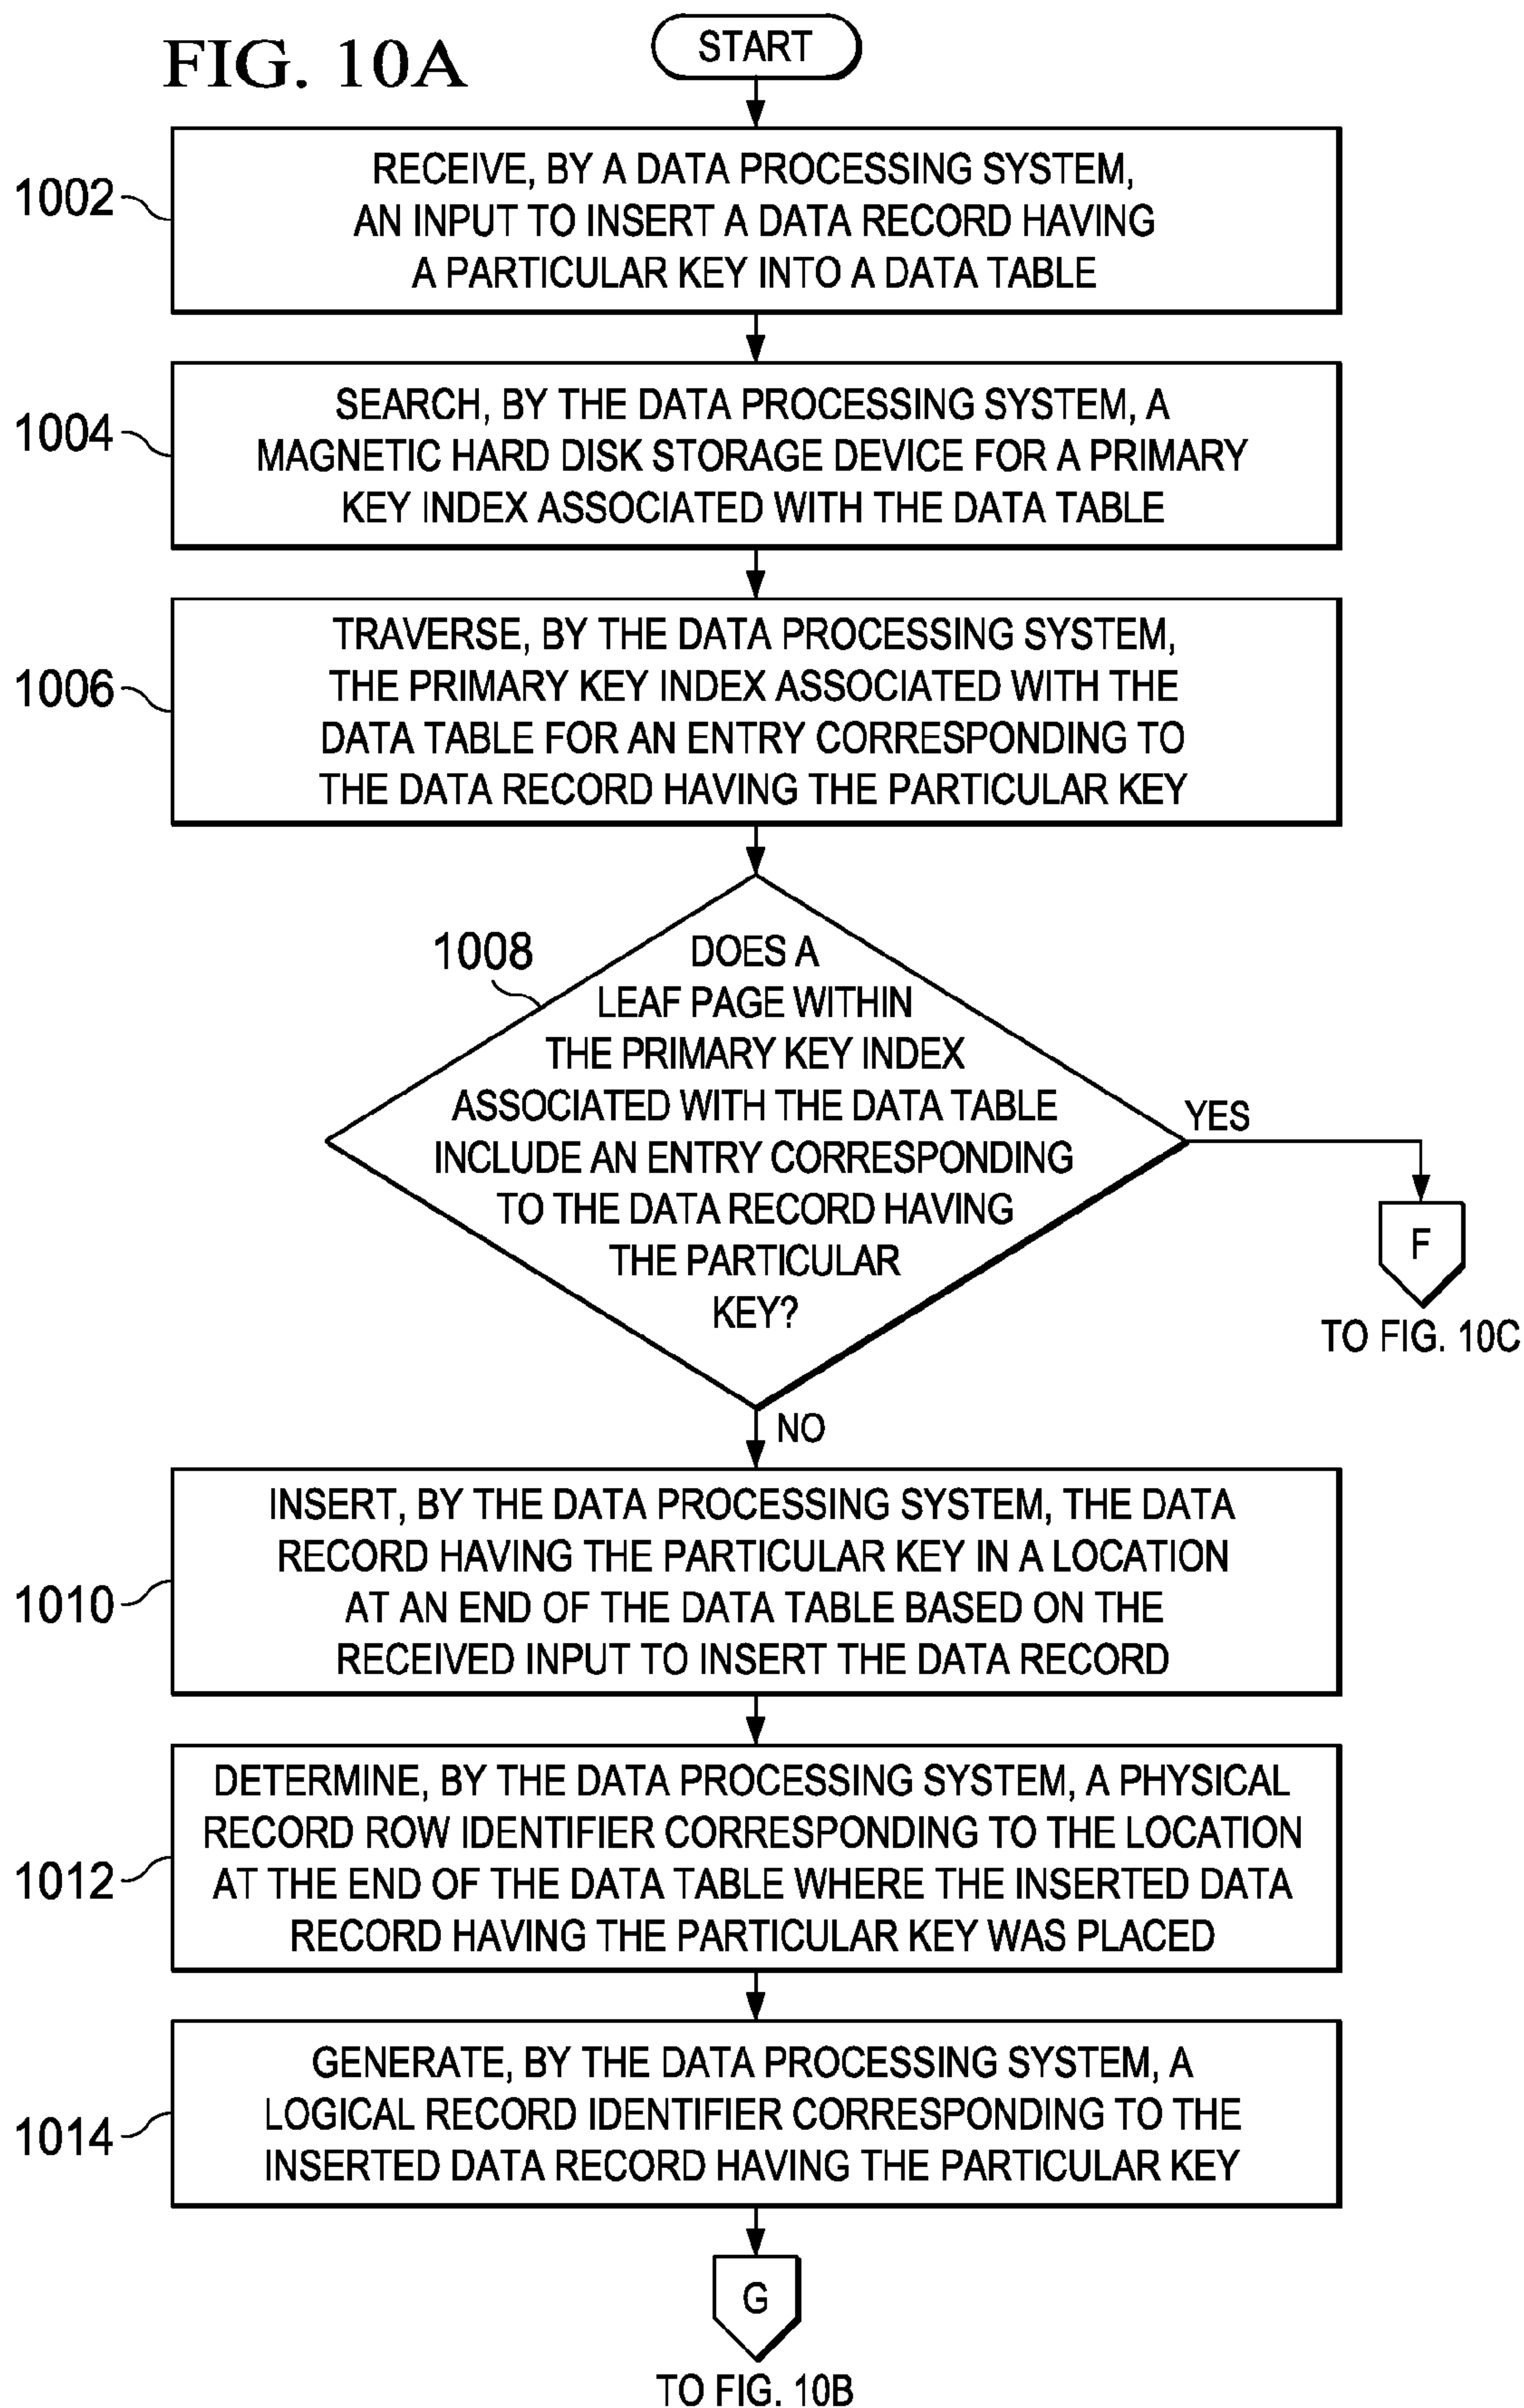 FIG. 10A
START
1002
RECEIVE, BY A DATA PROCESSING SYSTEM,
AN INPUT TO INSERT A DATA RECORD HAVING
A PARTICULAR KEY INTO A DATA TABLE
1004
SEARCH, BY THE DATA PROCESSING SYSTEM, A
MAGNETIC HARD DISK STORAGE DEVICE FOR A PRIMARY
KEY INDEX ASSOCIATED WITH THE DATA TABLE
1006
TRAVERSE, BY THE DATA PROCESSING SYSTEM,
THE PRIMARY KEY INDEX ASSOCIATED WITH THE
DATA TABLE FOR AN ENTRY CORRESPONDING TO
THE DATA RECORD HAVING THE PARTICULAR KEY
1008
DOES A
LEAF PAGE WITHIN
THE PRIMARY KEY INDEX
ASSOCIATED WITH THE DATA TABLE
INCLUDE AN ENTRY CORRESPONDING
TO THE DATA RECORD HAVING
THE PARTICULAR
KEY?
YES
F
TO FIG. 10C
NO
1010
INSERT, BY THE DATA PROCESSING SYSTEM, THE DATA
RECORD HAVING THE PARTICULAR KEY IN A LOCATION
AT AN END OF THE DATA TABLE BASED ON THE
RECEIVED INPUT TO INSERT THE DATA RECORD
1012
DETERMINE, BY THE DATA PROCESSING SYSTEM, A PHYSICAL
RECORD ROW IDENTIFIER CORRESPONDING TO THE LOCATION
AT THE END OF THE DATA TABLE WHERE THE INSERTED DATA
RECORD HAVING THE PARTICULAR KEY WAS PLACED
1014
GENERATE, BY THE DATA PROCESSING SYSTEM, A
LOGICAL RECORD IDENTIFIER CORRESPONDING TO THE
INSERTED DATA RECORD HAVING THE PARTICULAR KEY
G
TO FIG. 10B